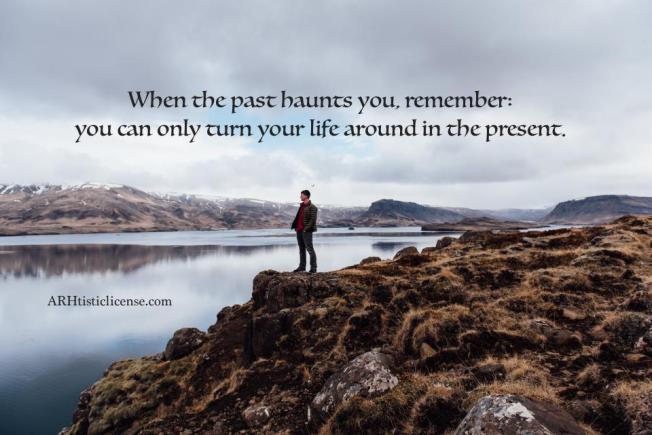 When the past haunts you, remember:
you can only turn your life around in the present.
ARHtisticlicense.com